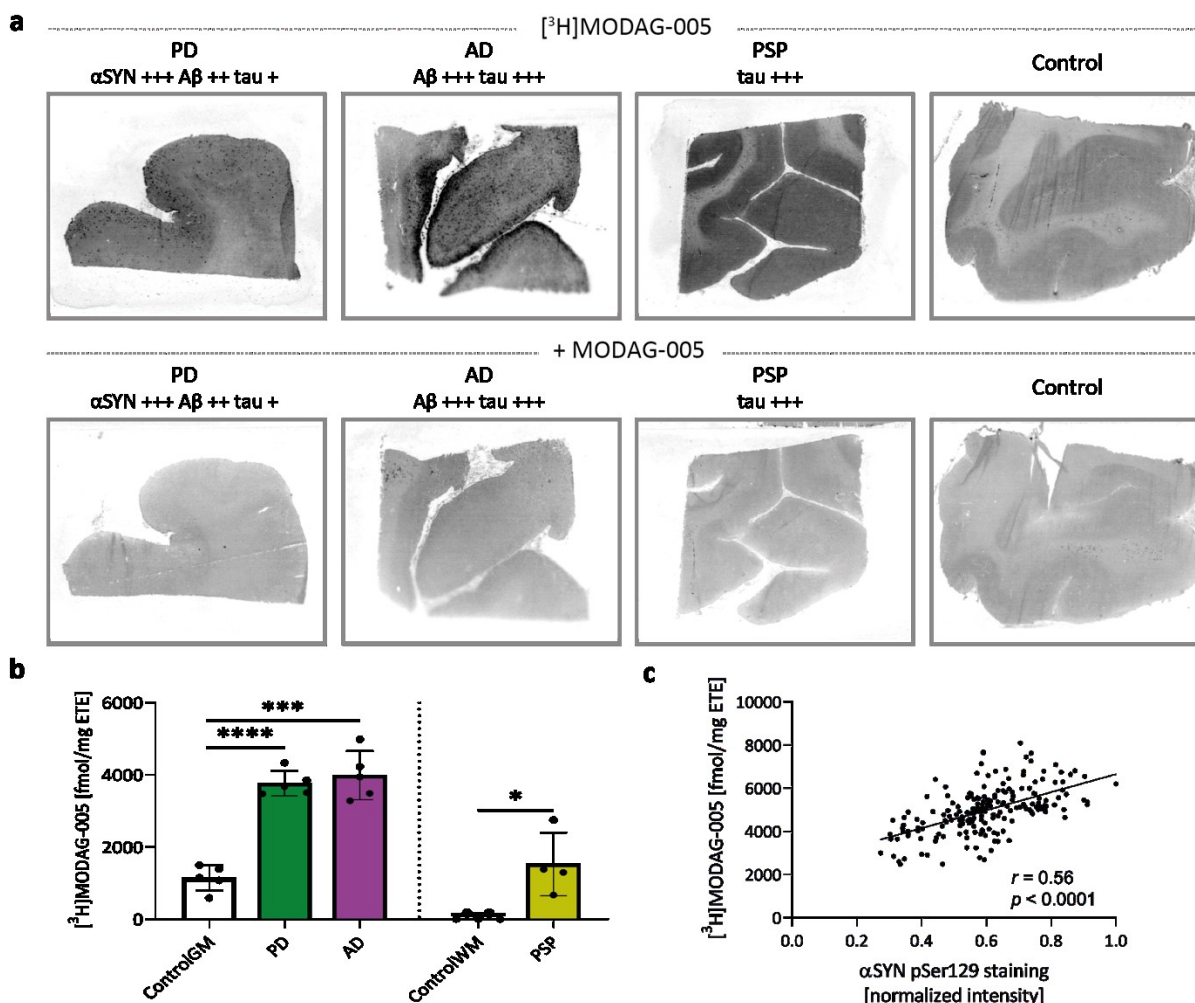 a
[³H]MODAG-005
PD
αSYN +++ Aβ ++ tau +
AD
Aβ +++ tau +++
PSP
tau +++
Control
+ MODAG-005
PD
αSYN +++ Aβ ++ tau +
AD
Aβ +++ tau +++
PSP
tau +++
Control
b
[³H]MODAG-005 [fmol/mg ETE]
6000
4000
2000
0
***
****
*
ControlGM
PD
AD
ControlWM
PSP
c
[³H]MODAG-005 [fmol/mg ETE]
10000
8000
6000
4000
2000
0
r = 0.56
p < 0.0001
0.0 0.2 0.4 0.6 0.8 1.0
αSYN pSer129 staining
[normalized intensity]